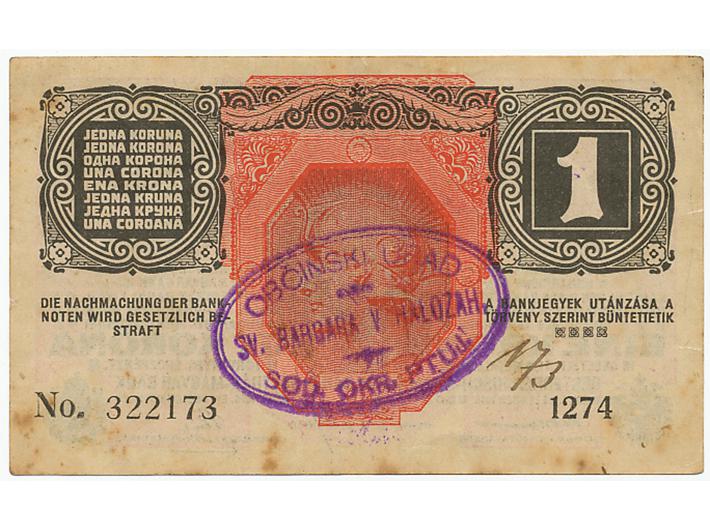 JEDNA KORUNA
JEDNA KORONA
ОДНА КОРОНА
UNA CORONA
ENA KRONA
JEDNA KRUNA
ЈЕДНА КРУНА
UNA COROANĂ
1
DIE NACHMACHUNG DER BANK-
NOTEN WIRD GESETZLICH BE-
STRAFT
A BANKJEGYEK UTÁNZÁSA A
TÖRVÉNY SZERINT BÜNTETTETIK
OBČINSKI URAD
SV. BARBARA V HALOZAH
SOD. OKR. PTUJ.
No. 322173
1274